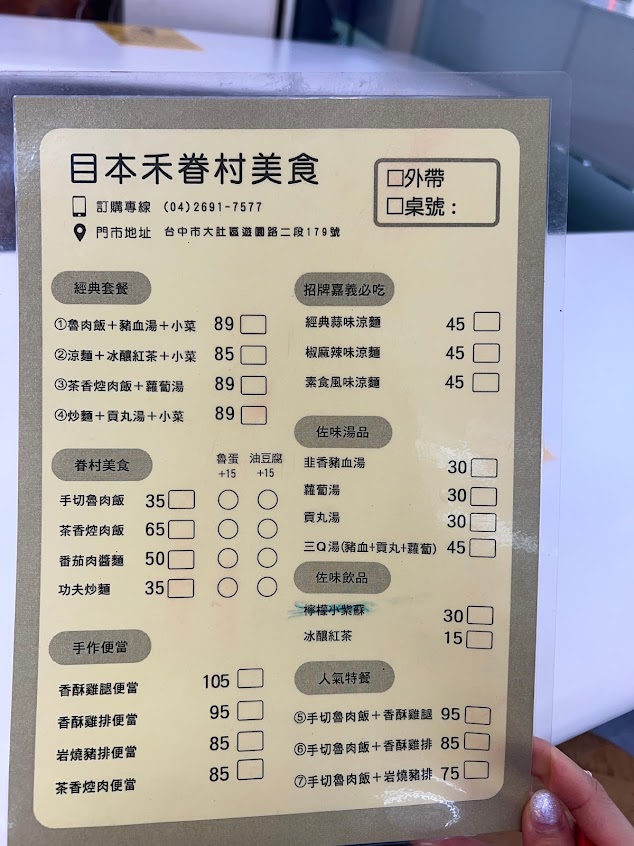 日本禾眷村美食
訂購專線 (04)2691-7577
門市地址 台中市大肚區遊園路二段179號
□外帶
□桌號：
經典套餐
①魯肉飯＋豬血湯＋小菜 89
②涼麵＋冰釀紅茶＋小菜 85
③茶香焢肉飯＋蘿蔔湯 89
④炒麵＋貢丸湯＋小菜 89
眷村美食
魯蛋 +15
油豆腐 +15
手切魯肉飯 35
茶香焢肉飯 65
番茄肉醬麵 50
功夫炒麵 35
手作便當
香酥雞腿便當 105
香酥雞排便當 95
岩燒豬排便當 85
茶香焢肉便當 85
招牌嘉義必吃
經典蒜味涼麵 45
椒麻辣味涼麵 45
素食風味涼麵 45
佐味湯品
韭香豬血湯 30
蘿蔔湯 30
貢丸湯 30
三Q湯(豬血+貢丸+蘿蔔) 45
佐味飲品
檸檬小紫蘇 30
冰釀紅茶 15
人氣特餐
⑤手切魯肉飯＋香酥雞腿 95
⑥手切魯肉飯＋香酥雞排 85
⑦手切魯肉飯＋岩燒豬排 75